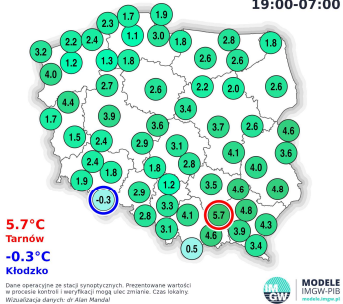 19:00-07:00
1.7 1.9
2.3
2.2 2.4 1.1 3.0 1.8 2.8 1.8
3.2
1.2 1.3 1.8 2.6 2.6
4.0
2.7 2.6 2.2 2.0 2.6
4.4
3.4
1.7 3.9 3.6 3.7 2.6 4.6
1.5 2.4 2.9 3.1 4.1 3.6
2.4 1.8 2.8 4.0
1.9 1.8 1.2 3.5 4.6 4.8
-0.3 2.9
3.3
2.8 4.1 5.7 4.8
3.1 4.6 3.9 4.3
0.5 3.4
5.7°C
Tarnów
-0.3°C
Kłodzko
Dane operacyjne ze stacji synoptycznych. Prezentowane wartości
w procesie kontroli i weryfikacji mogą ulec zmianie. Czas lokalny.
Wizualizacja danych: dr Alan Mandal
IM
GW
MODELE
IMGW-PIB
modele.imgw.pl